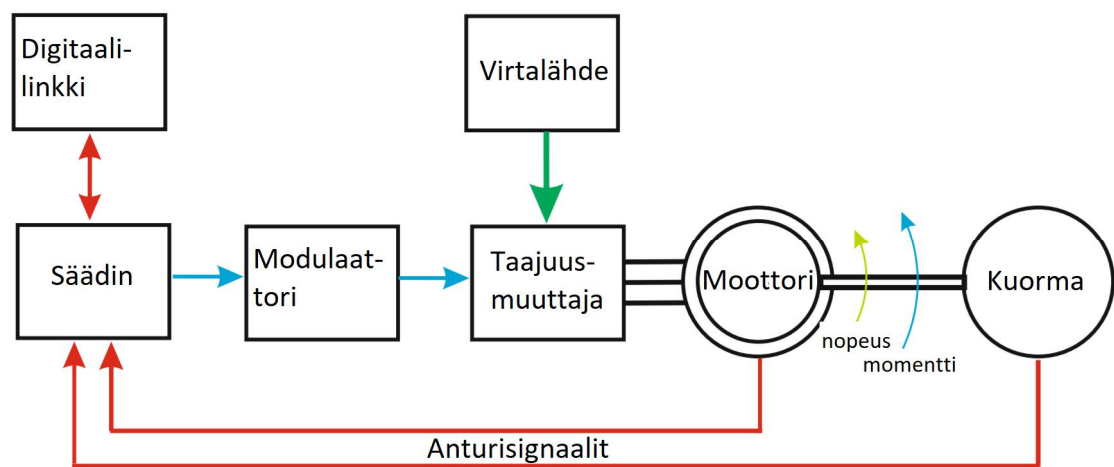 Digitaali-
linkki
Virtalähde
Säädin
Modulaat-
tori
Taajuus-
muuttaja
Moottori
Kuorma
nopeus
momentti
Anturisignaalit